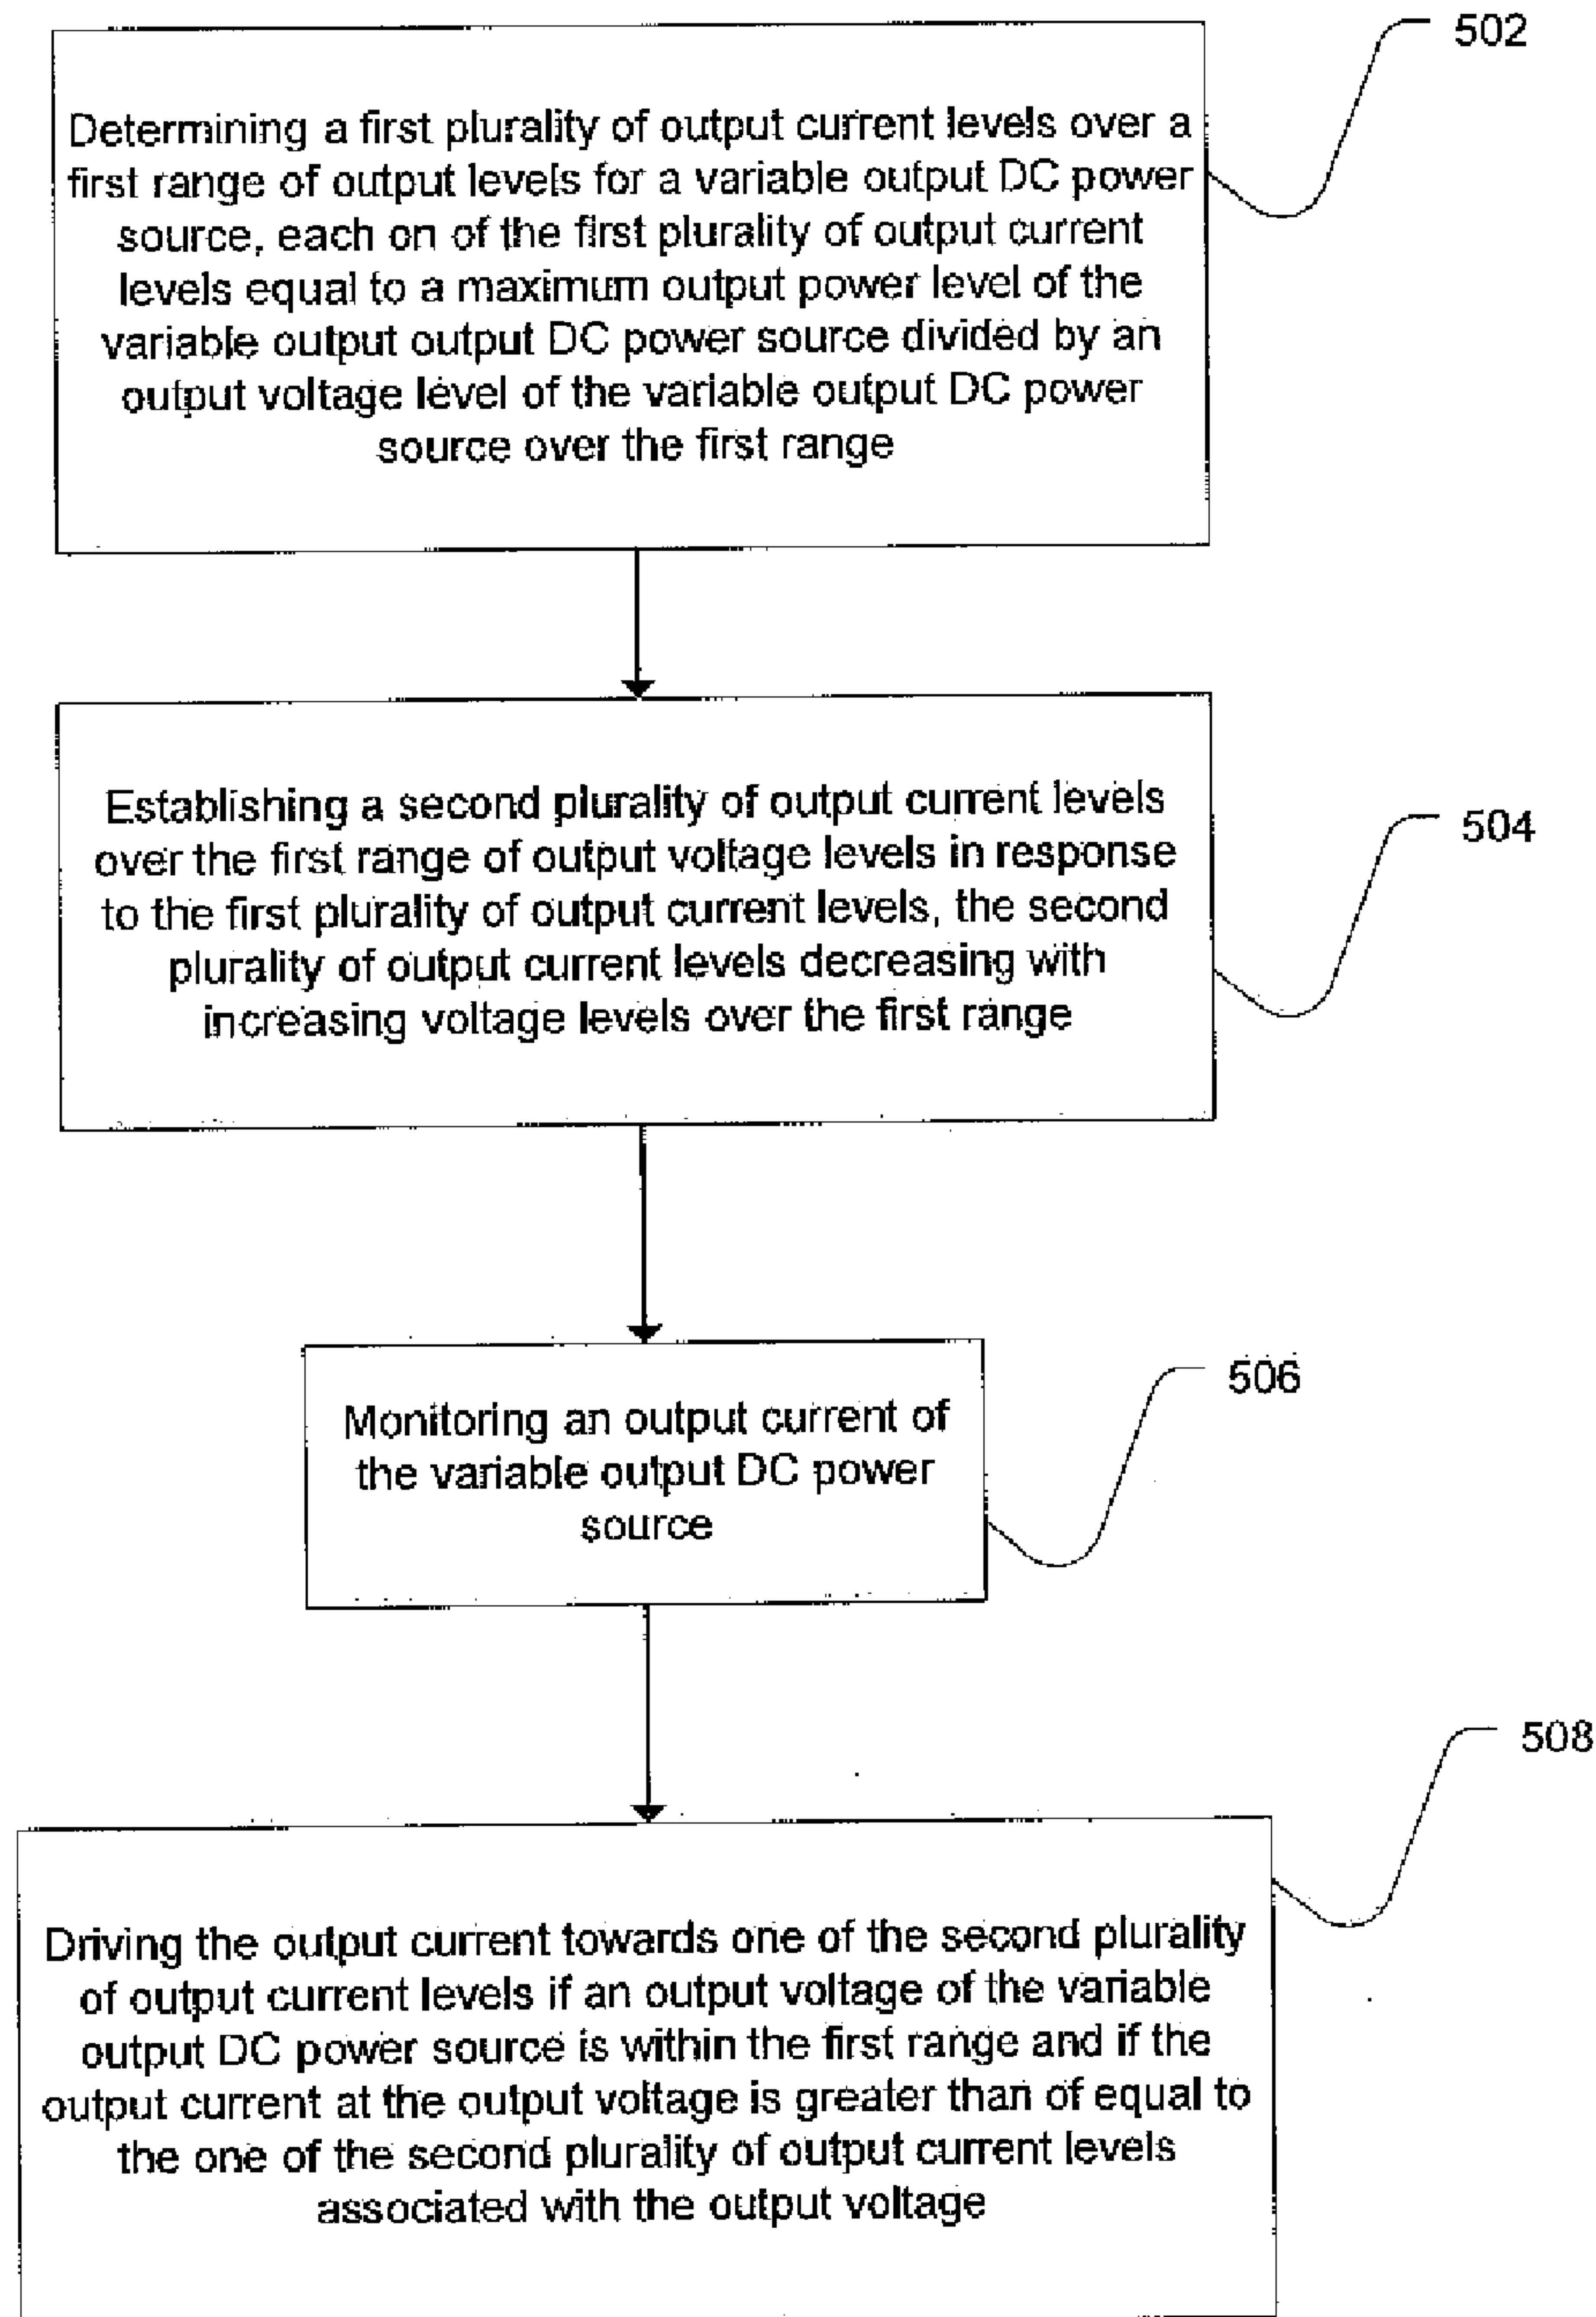 502
Determining a first plurality of output current levels over a
first range of output levels for a variable output DC power
source, each on of the first plurality of output current
levels equal to a maximum output power level of the
variable output output DC power source divided by an
output voltage level of the variable output DC power
source over the first range
504
Establishing a second plurality of output current levels
over the first range of output voltage levels in response
to the first plurality of output current levels, the second
plurality of output current levels decreasing with
increasing voltage levels over the first range
506
Monitoring an output current of
the variable output DC power
source
508
Driving the output current towards one of the second plurality
of output current levels if an output voltage of the variable
output DC power source is within the first range and if the
output current at the output voltage is greater than of equal to
the one of the second plurality of output current levels
associated with the output voltage